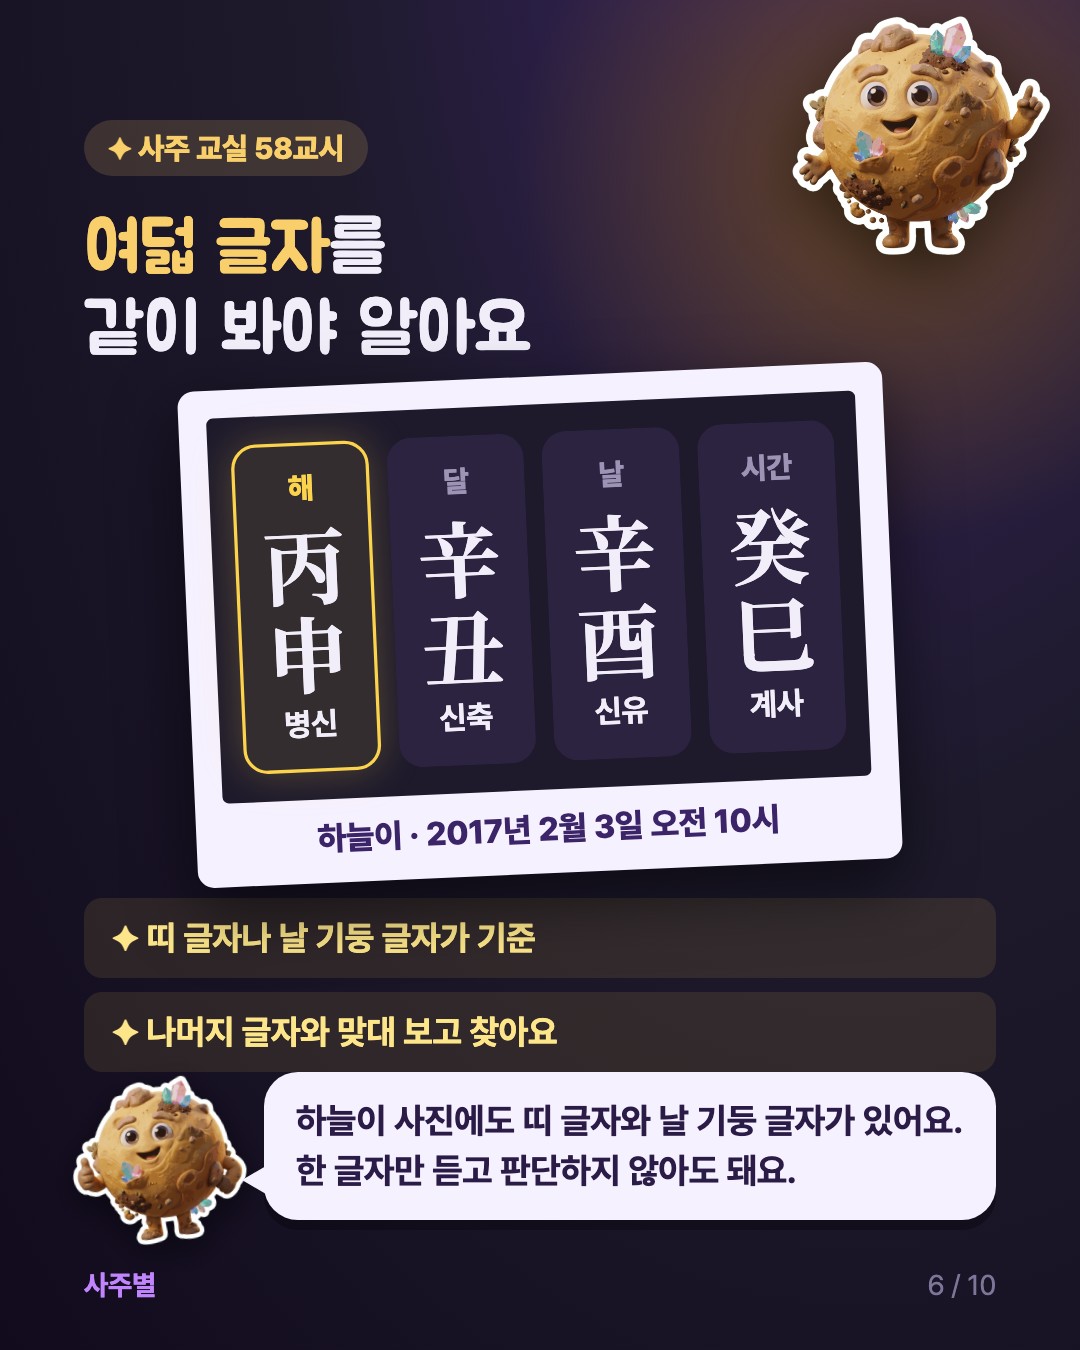 ✦ 사주 교실 58교시
여덟 글자를
같이 봐야 알아요
해 달 날 시간
丙 辛 辛 癸
申 丑 酉 巳
병신 신축 신유 계사
하늘이 · 2017년 2월 3일 오전 10시
✦ 띠 글자나 날 기둥 글자가 기준
✦ 나머지 글자와 맞대 보고 찾아요
하늘이 사진에도 띠 글자와 날 기둥 글자가 있어요.
한 글자만 듣고 판단하지 않아도 돼요.
사주별
6 / 10